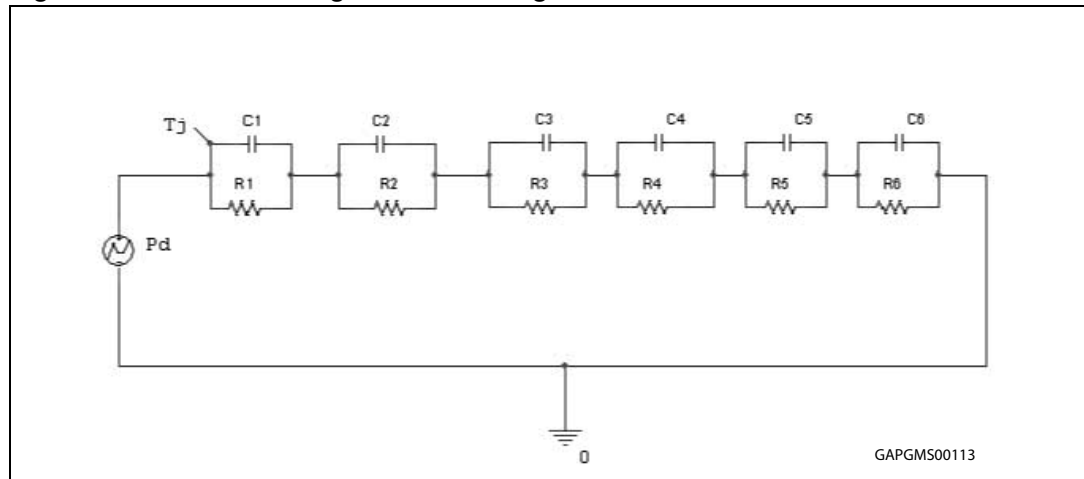 Tj C1 C2 C3 C4 C5 C6
R1 R2 R3 R4 R5 R6
Pd
0
GAPGMS00113